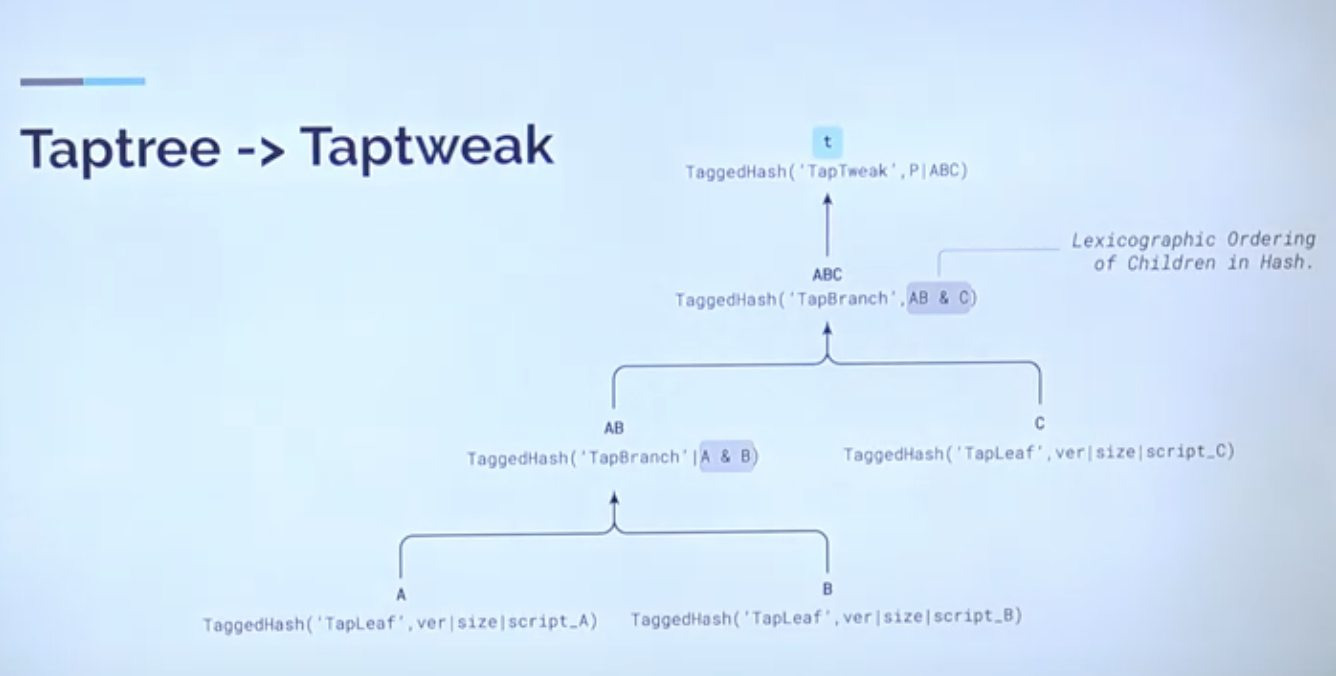 Taptree -> Taptweak
t
TaggedHash('TapTweak',P|ABC)
Lexicographic Ordering
of Children in Hash.
ABC
TaggedHash('TapBranch',AB & C)
AB
TaggedHash('TapBranch'|A & B)
C
TaggedHash('TapLeaf',ver|size|script_C)
A
TaggedHash('TapLeaf',ver|size|script_A)
B
TaggedHash('TapLeaf',ver|size|script_B)